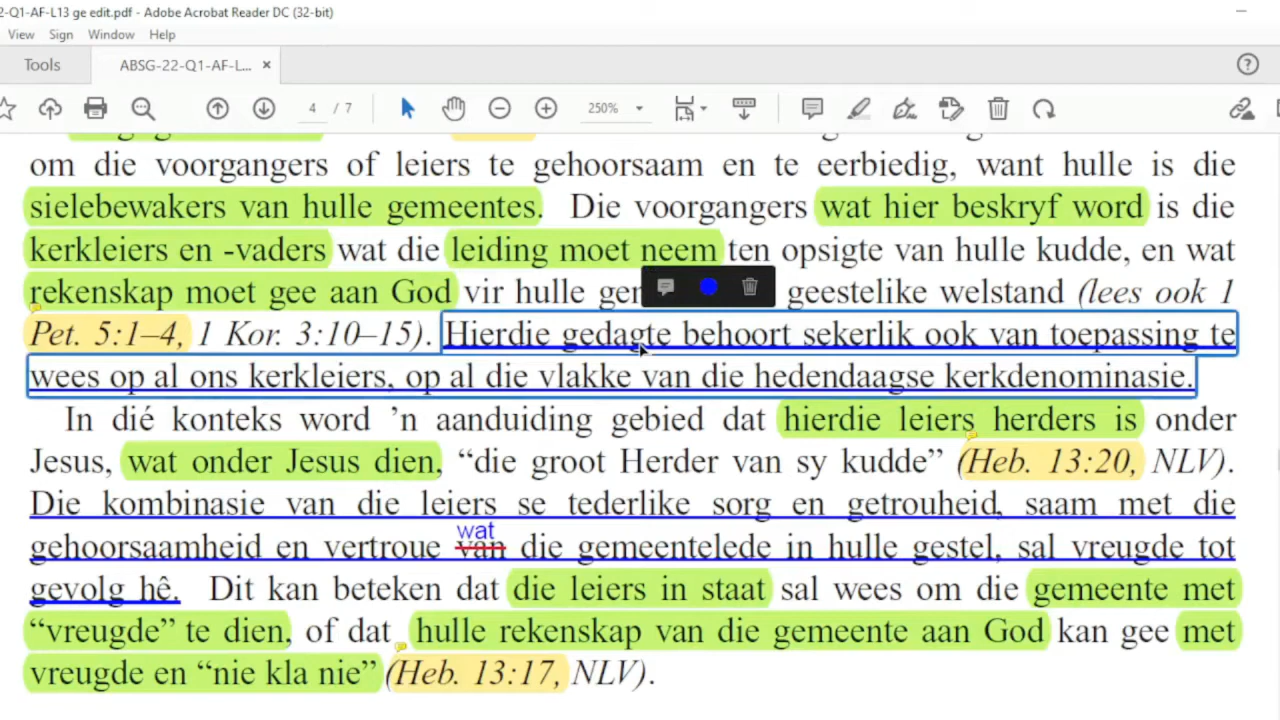 2-Q1-AF-L13 ge edit.pdf - Adobe Acrobat Reader DC (32-bit)
View Sign Window Help
Tools ABSG-22-Q1-AF-L... ×
4 / 7 250%
om die voorgangers of leiers te gehoorsaam en te eerbiedig, want hulle is die
sielebewakers van hulle gemeentes. Die voorgangers wat hier beskryf word is die
kerkleiers en -vaders wat die leiding moet neem ten opsigte van hulle kudde, en wat
rekenskap moet gee aan God vir hulle geestelike welstand (lees ook 1
Pet. 5:1–4, 1 Kor. 3:10–15). Hierdie gedagte behoort sekerlik ook van toepassing te
wees op al ons kerkleiers, op al die vlakke van die hedendaagse kerkdenominasie.
In dié konteks word ’n aanduiding gebied dat hierdie leiers herders is onder
Jesus, wat onder Jesus dien, “die groot Herder van sy kudde” (Heb. 13:20, NLV).
Die kombinasie van die leiers se tederlike sorg en getrouheid, saam met die
wat
gehoorsaamheid en vertroue van die gemeentelede in hulle gestel, sal vreugde tot
gevolg hê. Dit kan beteken dat die leiers in staat sal wees om die gemeente met
“vreugde” te dien, of dat hulle rekenskap van die gemeente aan God kan gee met
vreugde en “nie kla nie” (Heb. 13:17, NLV).